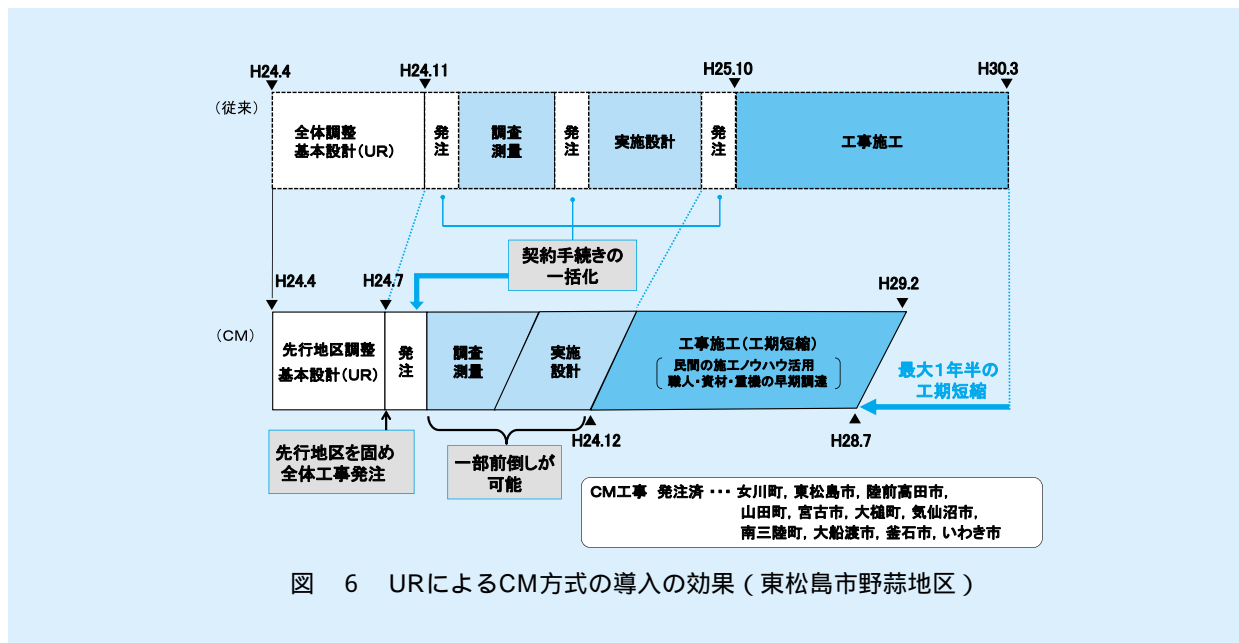 H24.4
H24.11
H25.10
H30.3
（従来）
全体調整
基本設計（UR）
発注
調査
測量
発注
実施設計
発注
工事施工
契約手続きの
一括化
H24.4
H24.7
H29.2
（CM）
先行地区調整
基本設計（UR）
発注
調査
測量
実施
設計
工事施工（工期短縮）
民間の施工ノウハウ活用
職人・資材・重機の早期調達
最大１年半の
工期短縮
H24.12
H28.7
先行地区を固め
全体工事発注
一部前倒しが
可能
CM工事　発注済 ・・・ 女川町，東松島市，陸前高田市，
山田町，宮古市，大槌町，気仙沼市，
南三陸町，大船渡市，釜石市，いわき市
図　6　URによるCM方式の導入の効果（東松島市野蒜地区）